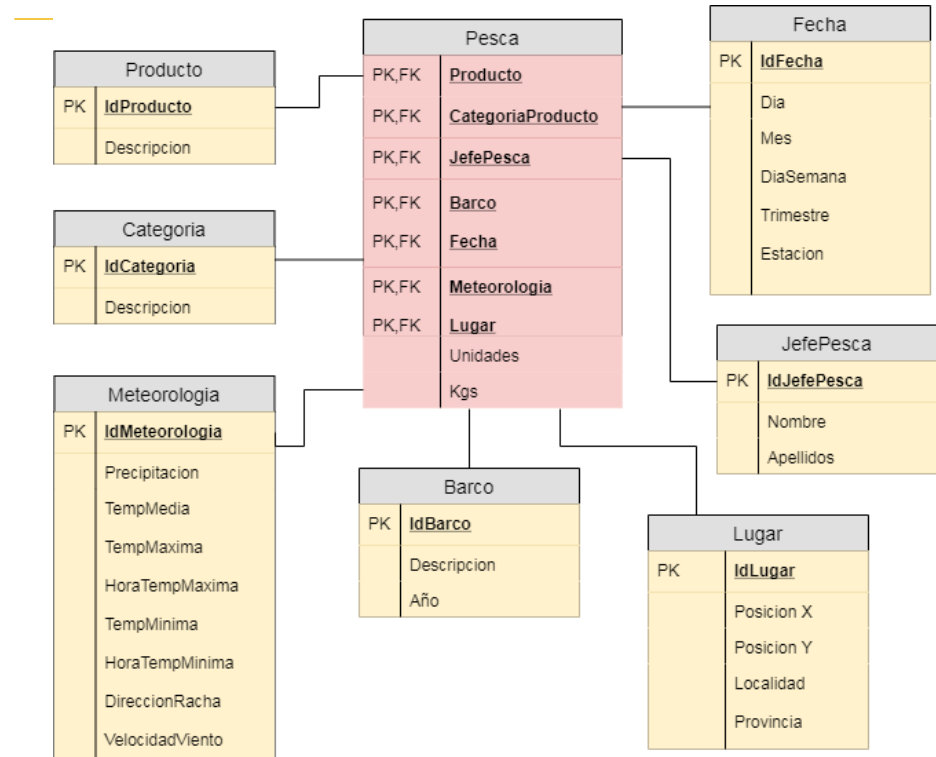 Producto
PK IdProducto
Descripcion
Categoria
PK IdCategoria
Descripcion
Meteorologia
PK IdMeteorologia
Precipitacion
TempMedia
TempMaxima
HoraTempMaxima
TempMinima
HoraTempMinima
DireccionRacha
VelocidadViento
Pesca
PK,FK Producto
PK,FK CategoriaProducto
PK,FK JefePesca
PK,FK Barco
PK,FK Fecha
PK,FK Meteorologia
PK,FK Lugar
Unidades
Kgs
Barco
PK IdBarco
Descripcion
Año
Fecha
PK IdFecha
Dia
Mes
DiaSemana
Trimestre
Estacion
JefePesca
PK IdJefePesca
Nombre
Apellidos
Lugar
PK IdLugar
Posicion X
Posicion Y
Localidad
Provincia